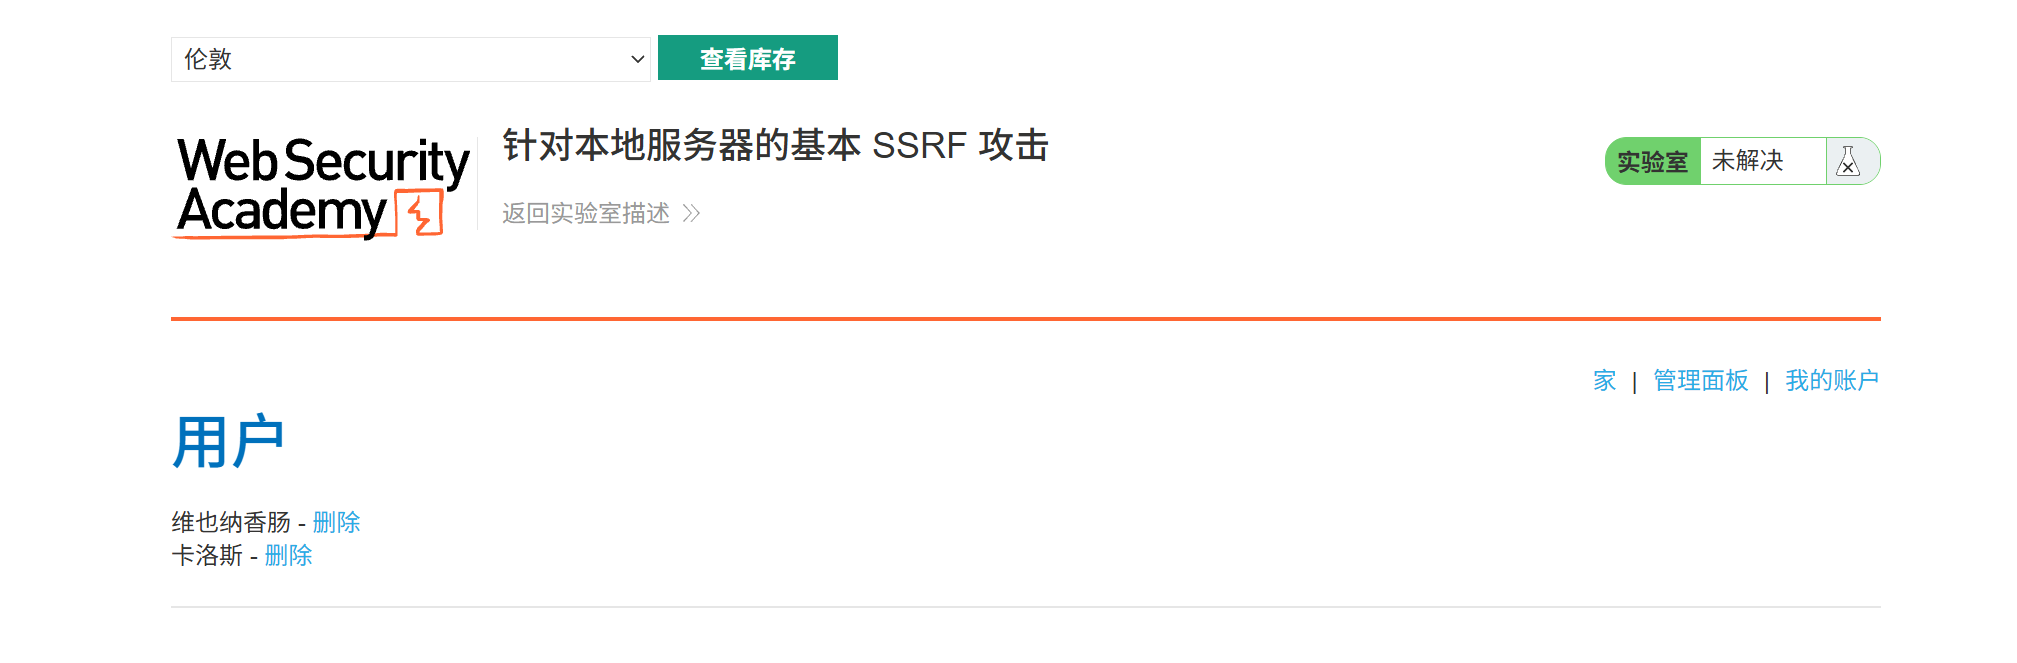 伦敦
查看库存
Web Security
Academy
针对本地服务器的基本 SSRF 攻击
返回实验室描述
实验室 未解决
家 | 管理面板 | 我的账户
用户
维也纳香肠 - 删除
卡洛斯 - 删除